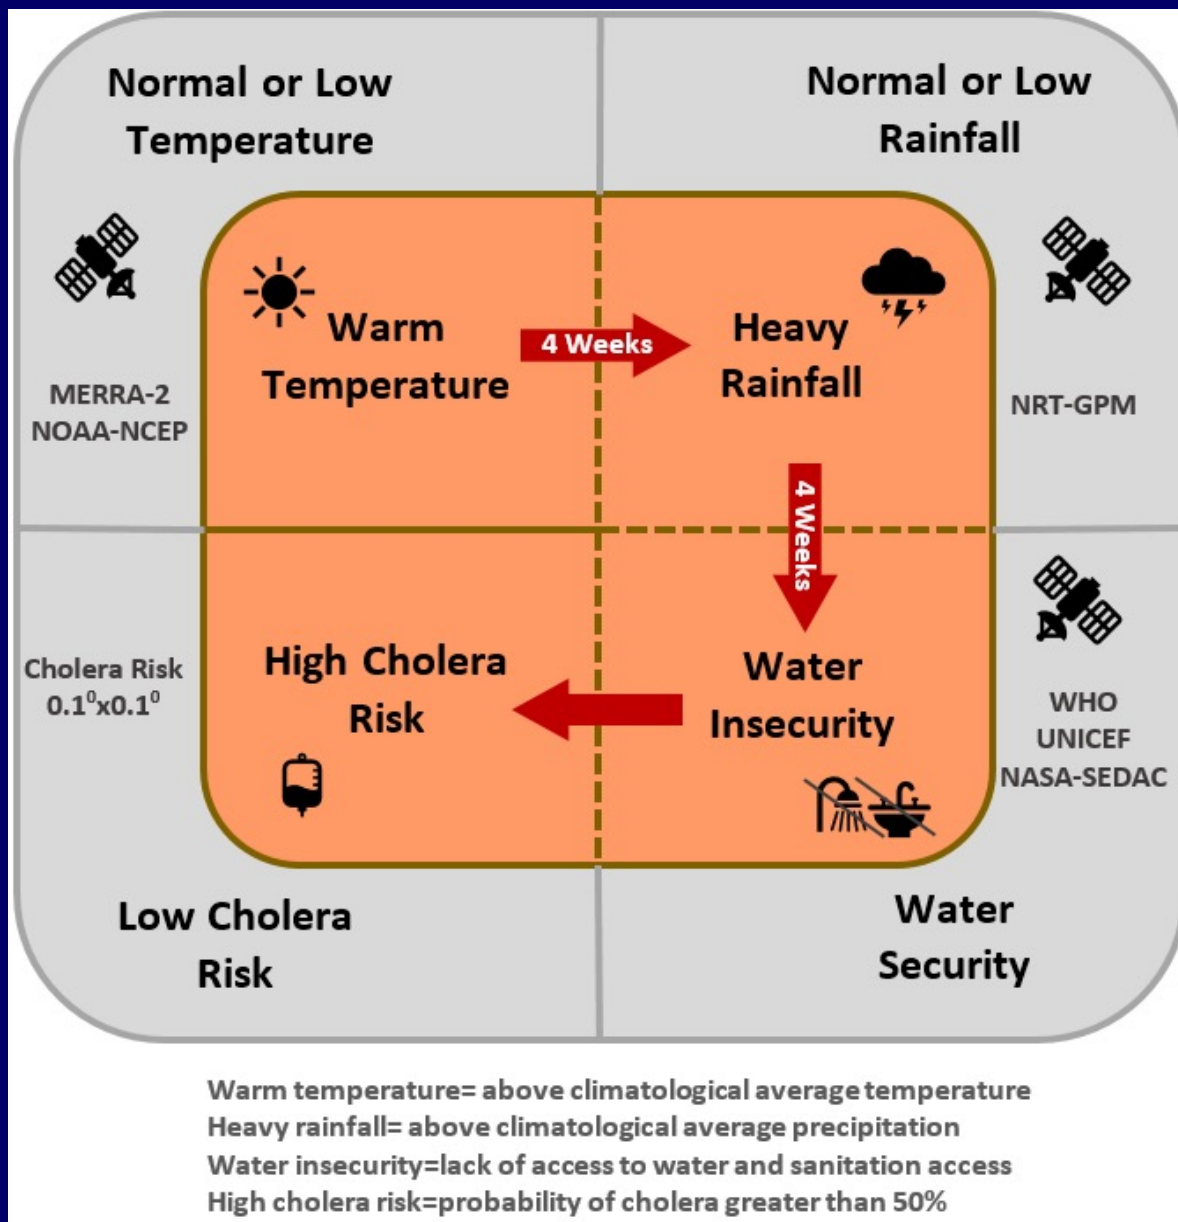 Normal or Low
Temperature
Normal or Low
Rainfall
Warm
Temperature
4 Weeks
Heavy
Rainfall
MERRA-2
NOAA-NCEP
NRT-GPM
4 Weeks
Cholera Risk
0.1⁰x0.1⁰
High Cholera
Risk
Water
Insecurity
WHO
UNICEF
NASA-SEDAC
Low Cholera
Risk
Water
Security
Warm temperature= above climatological average temperature
Heavy rainfall= above climatological average precipitation
Water insecurity=lack of access to water and sanitation access
High cholera risk=probability of cholera greater than 50%